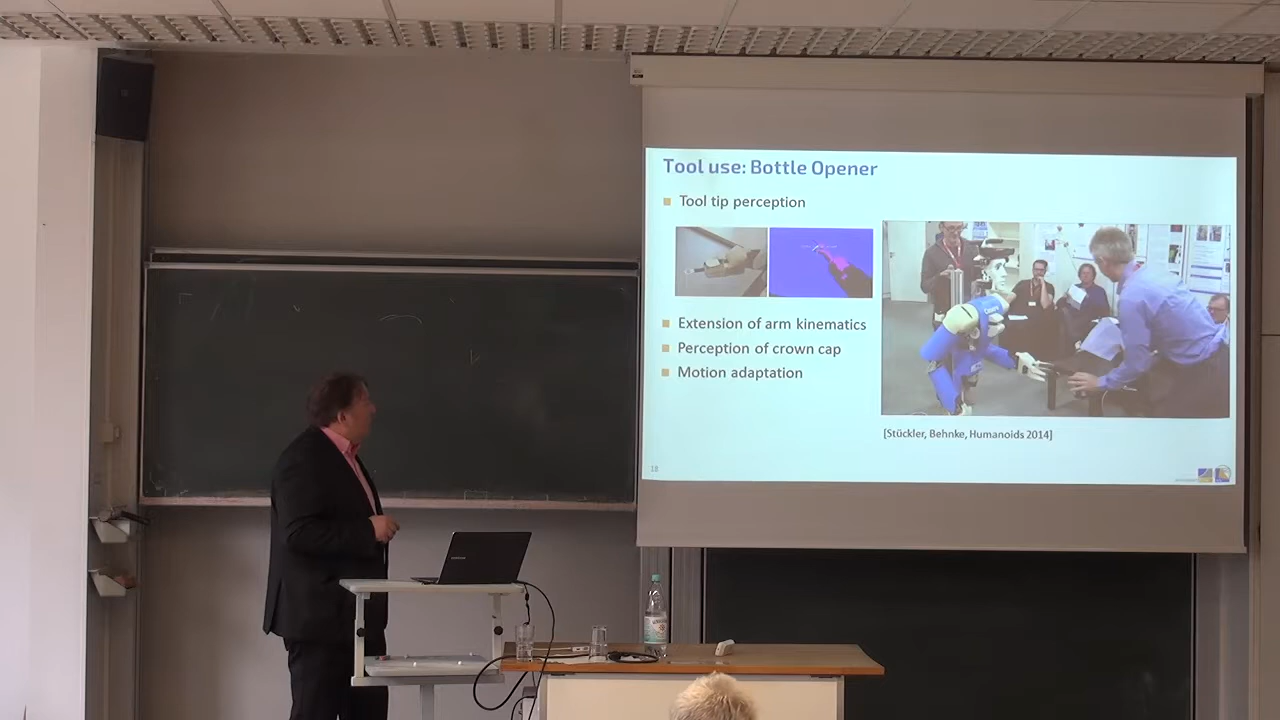 Tool use: Bottle Opener
Tool tip perception
Extension of arm kinematics
Perception of crown cap
Motion adaptation
[Stückler, Behnke, Humanoids 2014]
18